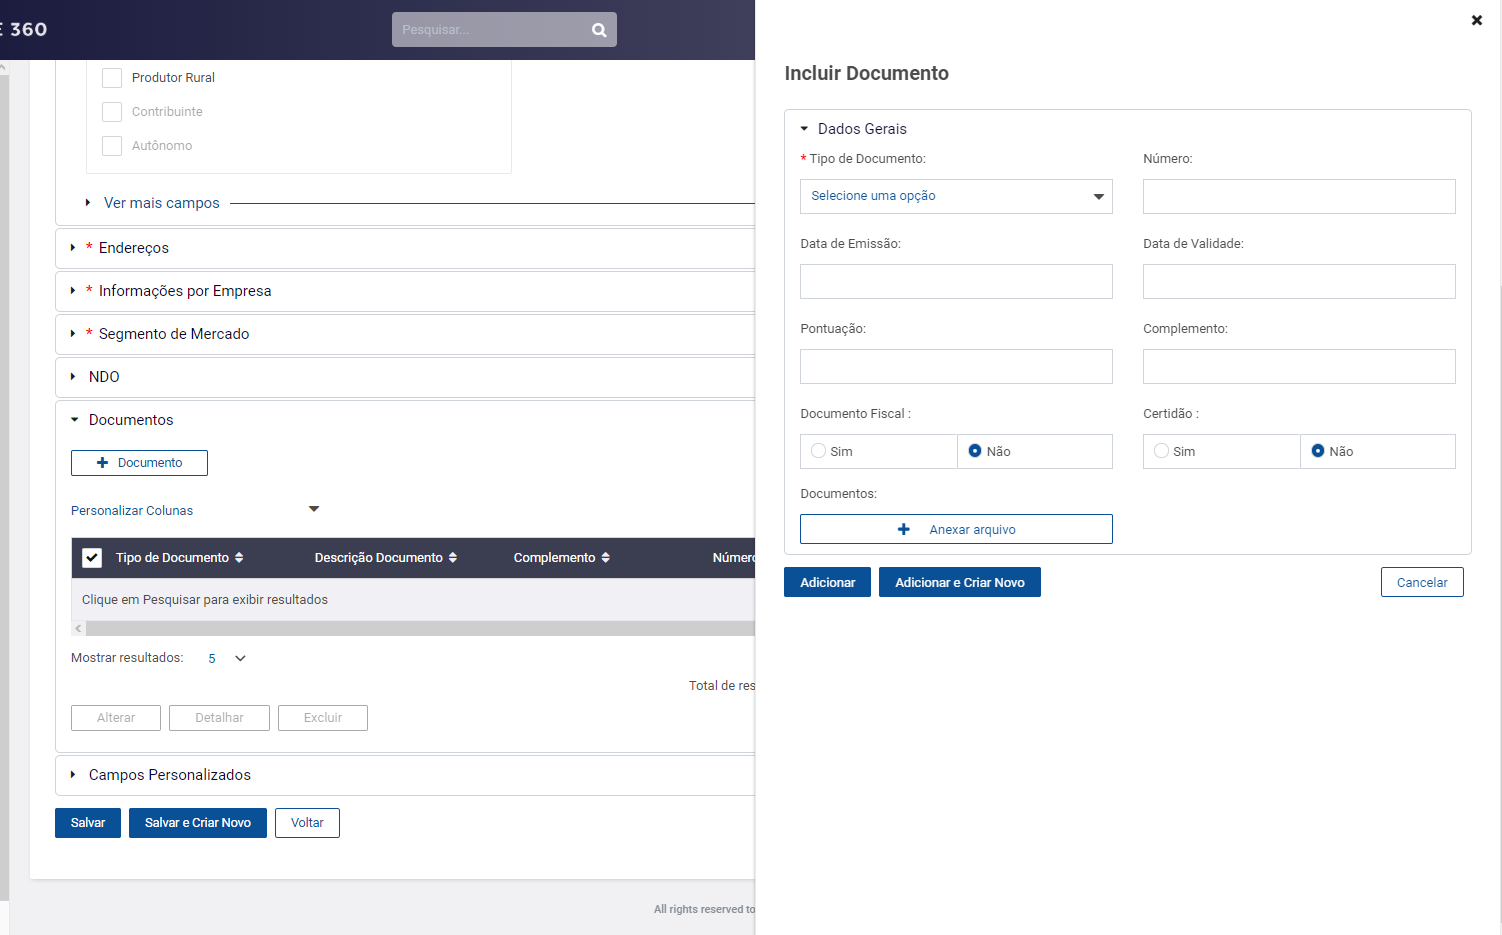 E 360
Pesquisar...
Produtor Rural
Contribuinte
Autônomo
Ver mais campos
* Endereços
* Informações por Empresa
* Segmento de Mercado
NDO
Documentos
+ Documento
Personalizar Colunas
Tipo de Documento Descrição Documento Complemento Número
Clique em Pesquisar para exibir resultados
Mostrar resultados: 5
Total de res
Alterar Detalhar Excluir
Campos Personalizados
Salvar Salvar e Criar Novo Voltar
All rights reserved to
Incluir Documento
Dados Gerais
* Tipo de Documento: Número:
Selecione uma opção
Data de Emissão: Data de Validade:
Pontuação: Complemento:
Documento Fiscal : Certidão :
Sim Não Sim Não
Documentos:
+ Anexar arquivo
Adicionar Adicionar e Criar Novo Cancelar